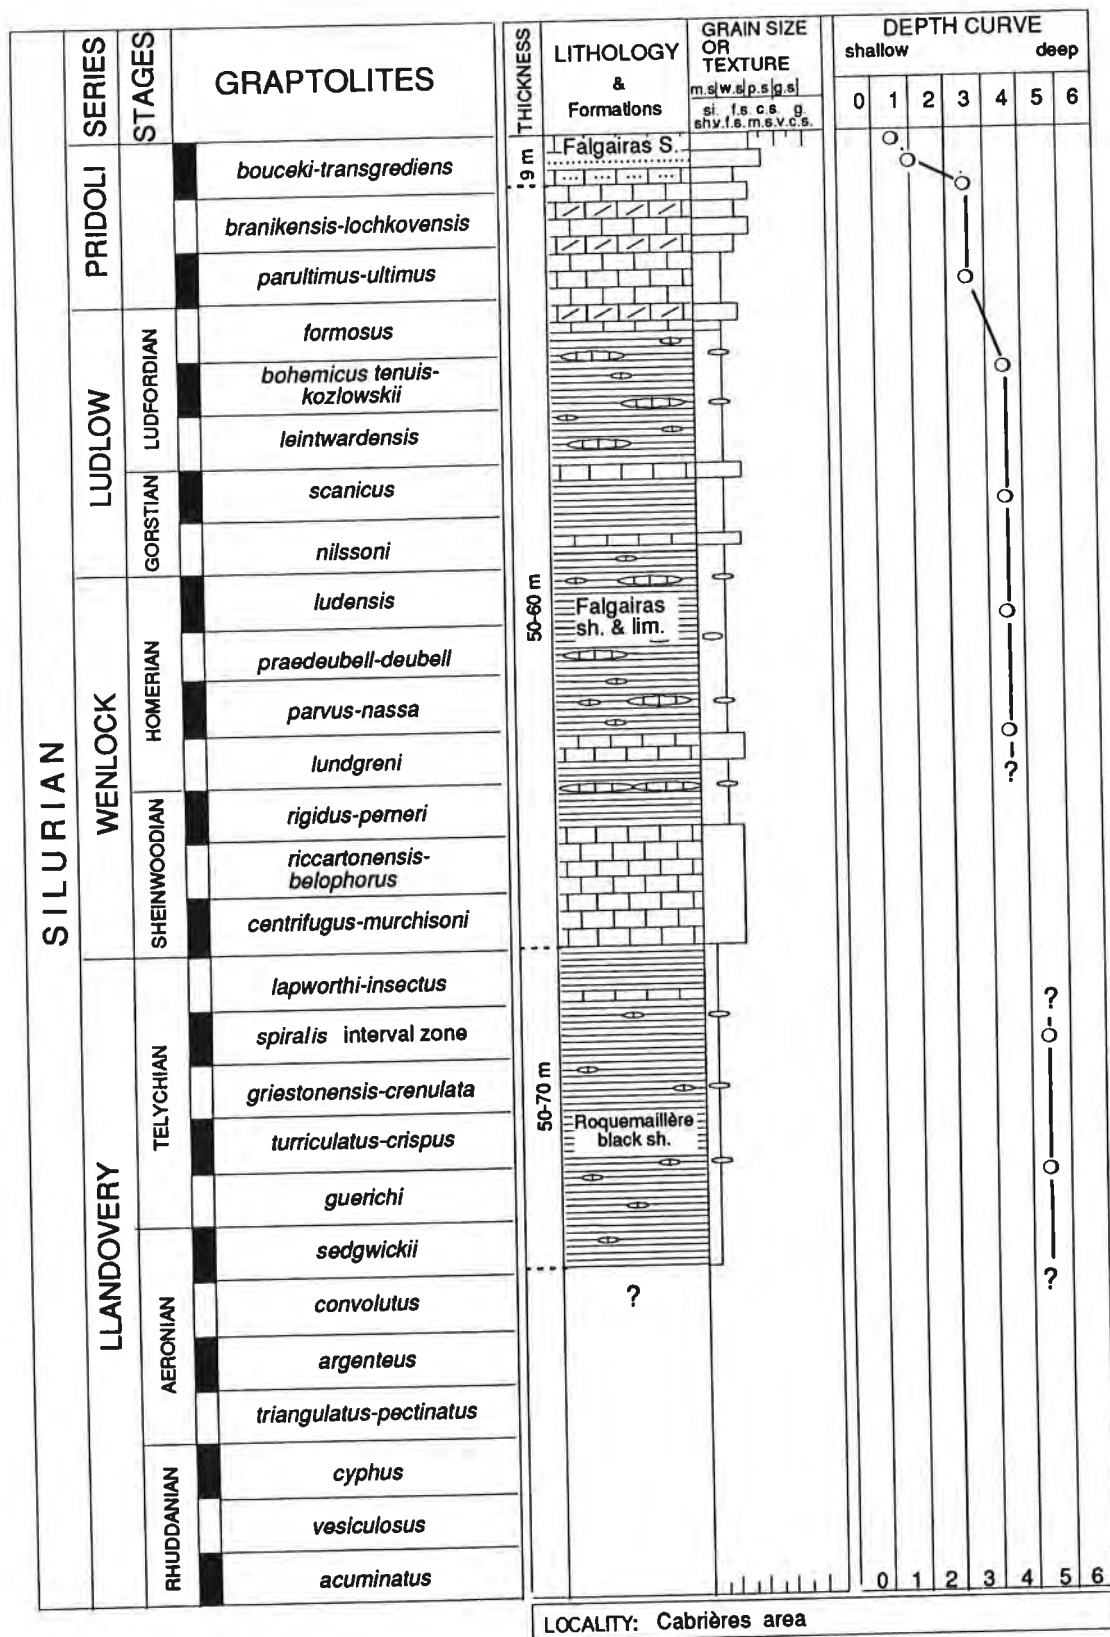 SERIES
STAGES
GRAPTOLITES
THICKNESS
LITHOLOGY
&
Formations
GRAIN SIZE
OR
TEXTURE
m.s w.s p.s g.s
si. f.s. c.s. g.
sh v.f.s. m.s. v.c.s.
DEPTH CURVE
shallow deep
0 1 2 3 4 5 6
SILURIAN
PRIDOLI
bouceki-transgrediens
branikensis-lochkovensis
parultimus-ultimus
LUDLOW
LUDFORDIAN
formosus
bohemicus tenuis-
kozlowskii
leintwardensis
GORSTIAN
scanicus
nilssoni
WENLOCK
HOMERIAN
ludensis
praedeubeli-deubeli
parvus-nassa
lundgreni
SHEINWOODIAN
rigidus-perneri
riccartonensis-
belophorus
centrifugus-murchisoni
LLANDOVERY
TELYCHIAN
lapworthi-insectus
spiralis interval zone
griestonensis-crenulata
turriculatus-crispus
guerichi
AERONIAN
sedgwickii
convolutus
argenteus
triangulatus-pectinatus
RHUDDANIAN
cyphus
vesiculosus
acuminatus
9 m
50-60 m
50-70 m
Falgairas S.
Falgairas
sh. & lim.
Roquemaillère
black sh.
?
?
?
?
0 1 2 3 4 5 6
LOCALITY: Cabrières area